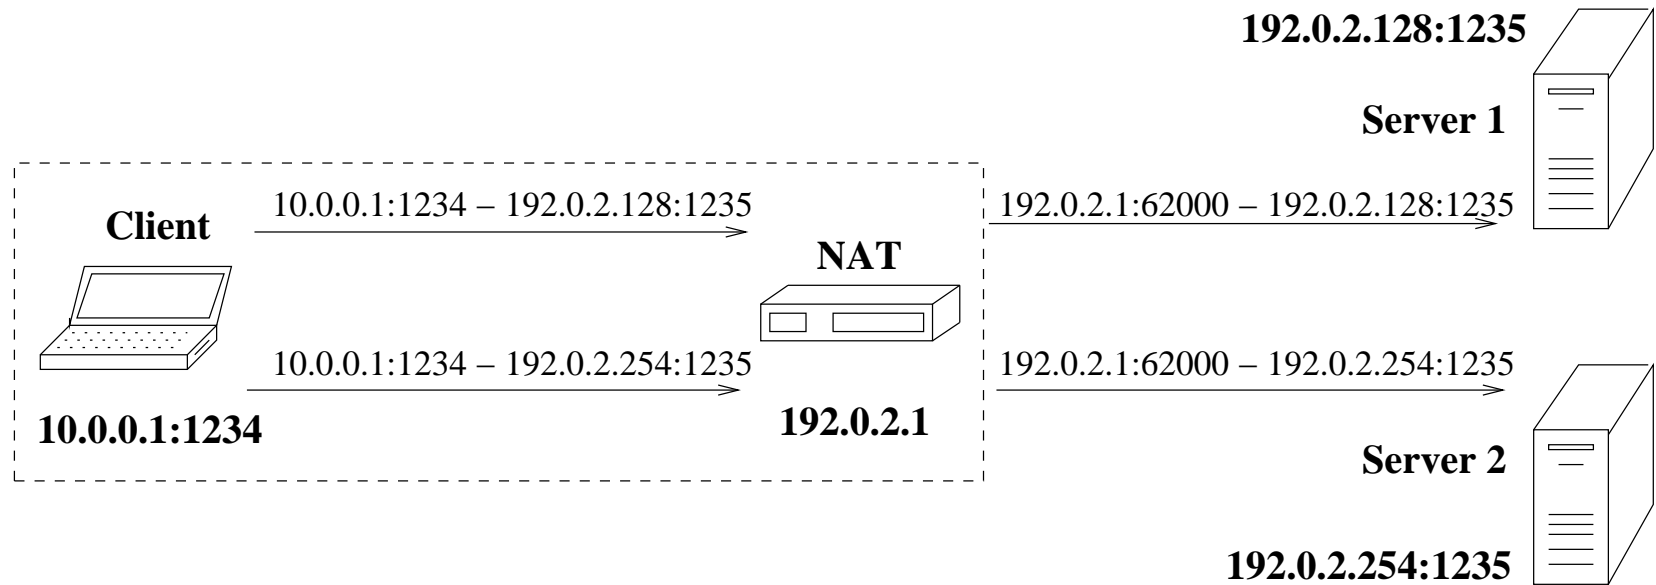 192.0.2.128:1235
Server 1
10.0.0.1:1234 – 192.0.2.128:1235
192.0.2.1:62000 – 192.0.2.128:1235
Client
NAT
10.0.0.1:1234 – 192.0.2.254:1235
192.0.2.1:62000 – 192.0.2.254:1235
10.0.0.1:1234
192.0.2.1
Server 2
192.0.2.254:1235